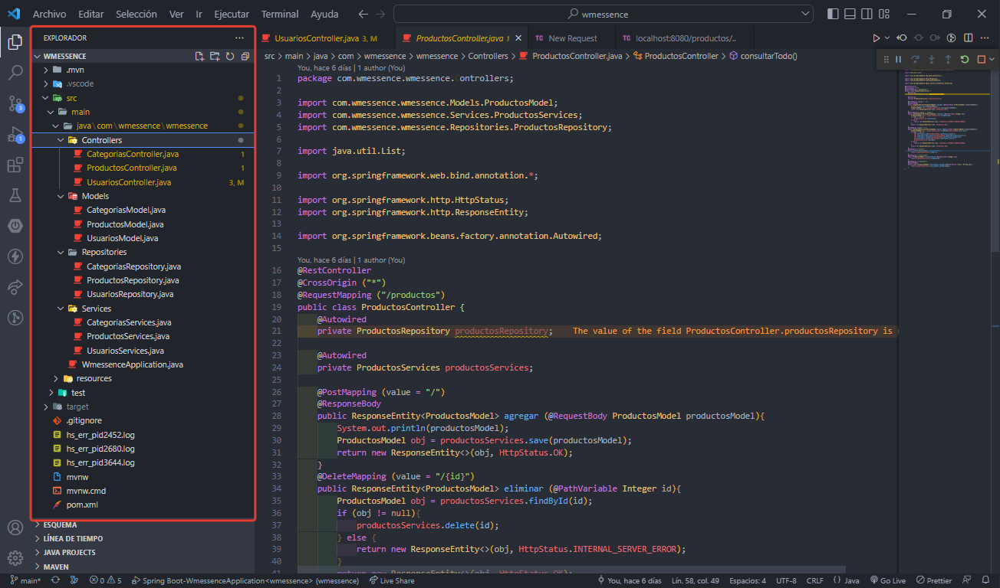 Archivo Editar Selección Ver Ir Ejecutar Terminal Ayuda
wmessence
EXPLORADOR
WMESSENCE
.mvn
.vscode
src
main
java\com\wmessence\wmessence
Controllers
CategoriasController.java 1
ProductosController.java 1
UsuariosController.java 3, M
Models
CategoriasModel.java
ProductosModel.java
UsuariosModel.java
Repositories
CategoriasRepository.java
ProductosRepository.java
UsuariosRepository.java
Services
CategoriasServices.java
ProductosServices.java
UsuariosServices.java
WmessenceApplication.java
resources
test
target
.gitignore
hs_err_pid2452.log
hs_err_pid2680.log
hs_err_pid3644.log
mvnw
mvnw.cmd
pom.xml
ESQUEMA
LÍNEA DE TIEMPO
JAVA PROJECTS
MAVEN
3
1
UsuariosController.java 3, M
ProductosController.java 1
TC New Request
TC localhost:8080/productos/..
src > main > java > com > wmessence > wmessence > Controllers > ProductosController.java > ProductosController > consultarTodo()
You, hace 6 días | 1 author (You)
1 package com.wmessence.wmessence.Controllers;
2
3 import com.wmessence.wmessence.Models.ProductosModel;
4 import com.wmessence.wmessence.Services.ProductosServices;
5 import com.wmessence.wmessence.Repositories.ProductosRepository;
6
7 import java.util.List;
8
9 import org.springframework.web.bind.annotation.*;
10
11 import org.springframework.http.HttpStatus;
12 import org.springframework.http.ResponseEntity;
13
14 import org.springframework.beans.factory.annotation.Autowired;
15
You, hace 6 días | 1 author (You)
16 @RestController
17 @CrossOrigin ("*")
18 @RequestMapping ("/productos")
19 public class ProductosController {
20 @Autowired
21 private ProductosRepository productosRepository; The value of the field ProductosController.productosRepository is
22
23 @Autowired
24 private ProductosServices productosServices;
25
26 @PostMapping (value = "/")
27 @ResponseBody
28 public ResponseEntity<ProductosModel> agregar (@RequestBody ProductosModel productosModel){
29 System.out.println(productosModel);
30 ProductosModel obj = productosServices.save(productosModel);
31 return new ResponseEntity<>(obj, HttpStatus.OK);
32 }
33 @DeleteMapping (value = "/{id}")
34 public ResponseEntity<ProductosModel> eliminar (@PathVariable Integer id){
35 ProductosModel obj = productosServices.findById(id);
36 if (obj != null){
37 productosServices.delete(id);
38 } else {
39 return new ResponseEntity<>(obj, HttpStatus.INTERNAL_SERVER_ERROR);
40 }
41 return new ResponseEntity<>(obj, HttpStatus.OK);
main* 0 5 Spring Boot-WmessenceApplication<wmessence> (wmessence) Live Share You, hace 6 días Lín. 58, col. 49 Espacios: 4 UTF-8 CRLF {} Java Go Live Prettier